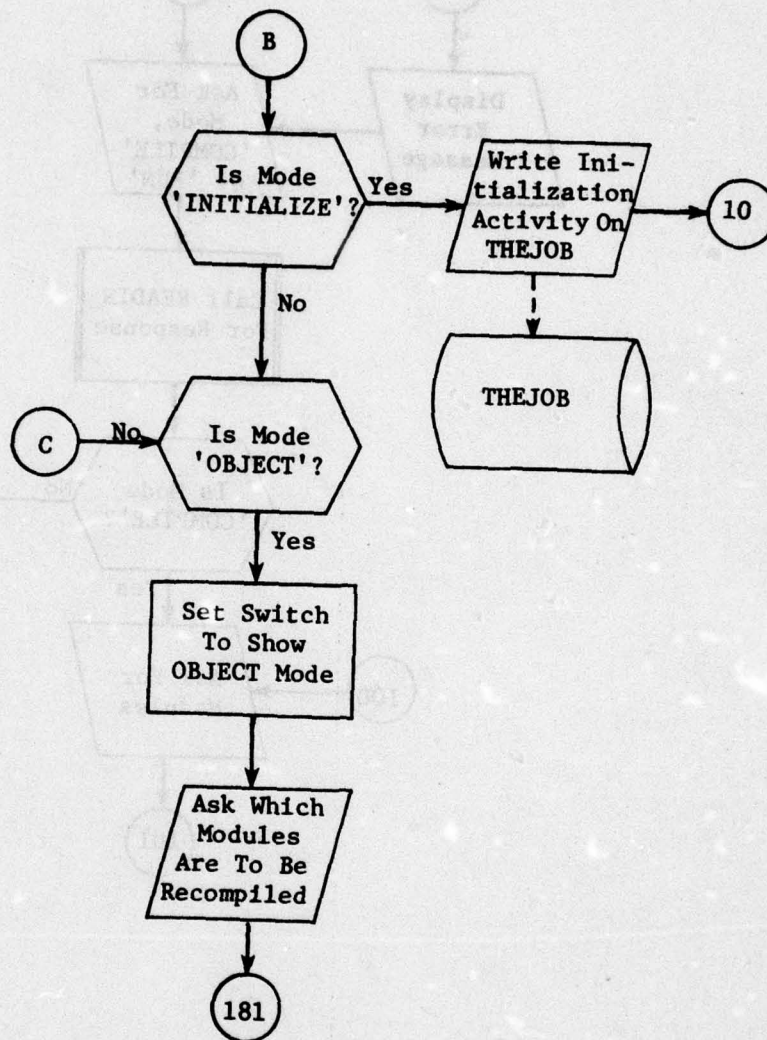 B
Is Mode
'INITIALIZE'?
Yes
Write Ini-
tialization
Activity On
THEJOB
10
No
THEJOB
C
No
Is Mode
'OBJECT'?
Yes
Set Switch
To Show
OBJECT Mode
Ask Which
Modules
Are To Be
Recompiled
181